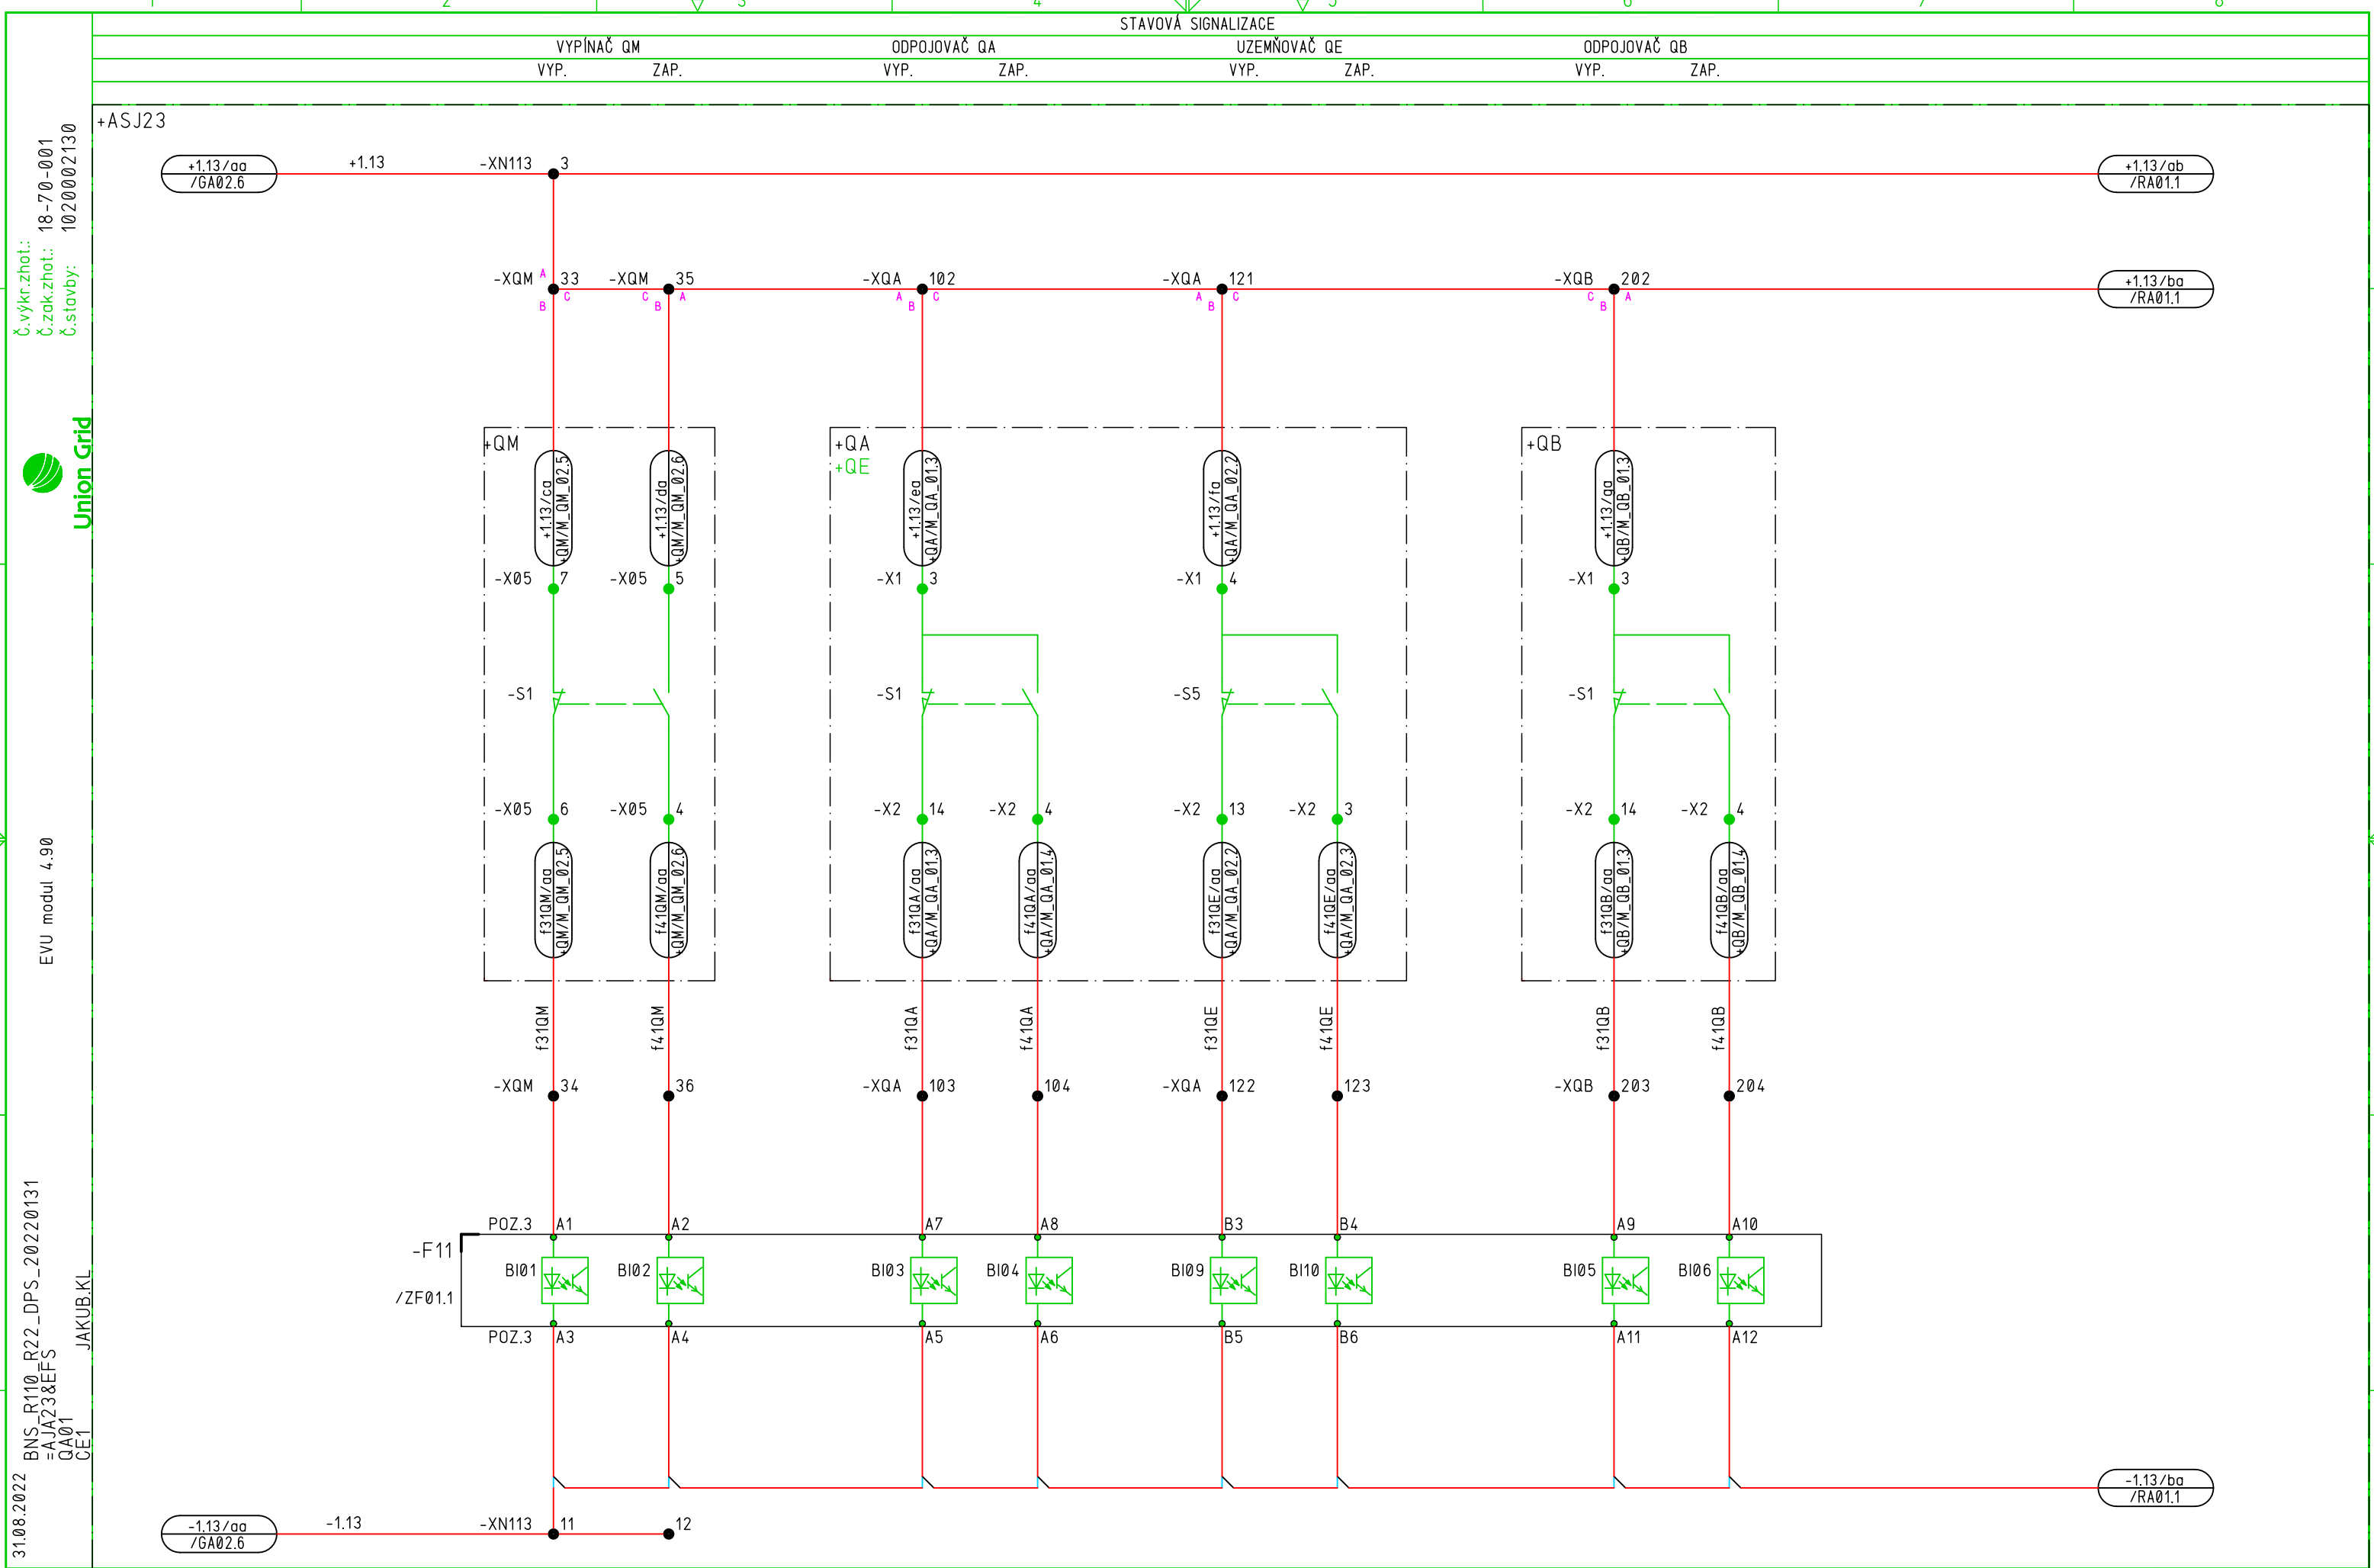 1 2 3 4 5 6 7 8
STAVOVÁ SIGNALIZACE
VYPÍNAČ QM ODPOJOVAČ QA UZEMŇOVAČ QE ODPOJOVAČ QB
VYP. ZAP. VYP. ZAP. VYP. ZAP. VYP. ZAP.
+ASJ23
+1.13/aa
/GA02.6
+1.13
-XN113 3
+1.13/ab
/RA01.1
-XQM A 33 -XQM 35 -XQA 102 -XQA 121 -XQB 202
B C C B A A B C A B C C B A
+1.13/ba
/RA01.1
+QM
+QA
+QE
+QB
+1.13/ca
+QM/M_QM_02.5
+1.13/da
+QM/M_QM_02.6
+1.13/ea
+QA/M_QA_01.3
+1.13/fa
+QA/M_QA_02.2
+1.13/ga
+QB/M_QB_01.3
-X05 7 -X05 5 -X1 3 -X1 4 -X1 3
-S1 -S1 -S5 -S1
-X05 6 -X05 4 -X2 14 -X2 4 -X2 13 -X2 3 -X2 14 -X2 4
f31QM/aa
+QM/M_QM_02.5
f41QM/aa
+QM/M_QM_02.6
f31QA/aa
+QA/M_QA_01.3
f41QA/aa
+QA/M_QA_01.4
f31QE/aa
+QA/M_QA_02.2
f41QE/aa
+QA/M_QA_02.3
f31QB/aa
+QB/M_QB_01.3
f41QB/aa
+QB/M_QB_01.4
f31QM f41QM f31QA f41QA f31QE f41QE f31QB f41QB
-XQM 34 36 -XQA 103 104 -XQA 122 123 -XQB 203 204
POZ.3 A1 A2 A7 A8 B3 B4 A9 A10
-F11
BI01 BI02 BI03 BI04 BI09 BI10 BI05 BI06
/ZF01.1
POZ.3 A3 A4 A5 A6 B5 B6 A11 A12
-1.13/ba
/RA01.1
-1.13/aa
/GA02.6
-1.13
-XN113 11 12
Č.výkr.zhot.:
Č.zak.zhot.: 18-70-001
Č.stavby: 1020002130
Union Grid
EVU modul 4.90
BNS_R110_R22_DPS_20220131
=AJA23&EFS
QA01
CE1 JAKUB.KL
31.08.2022